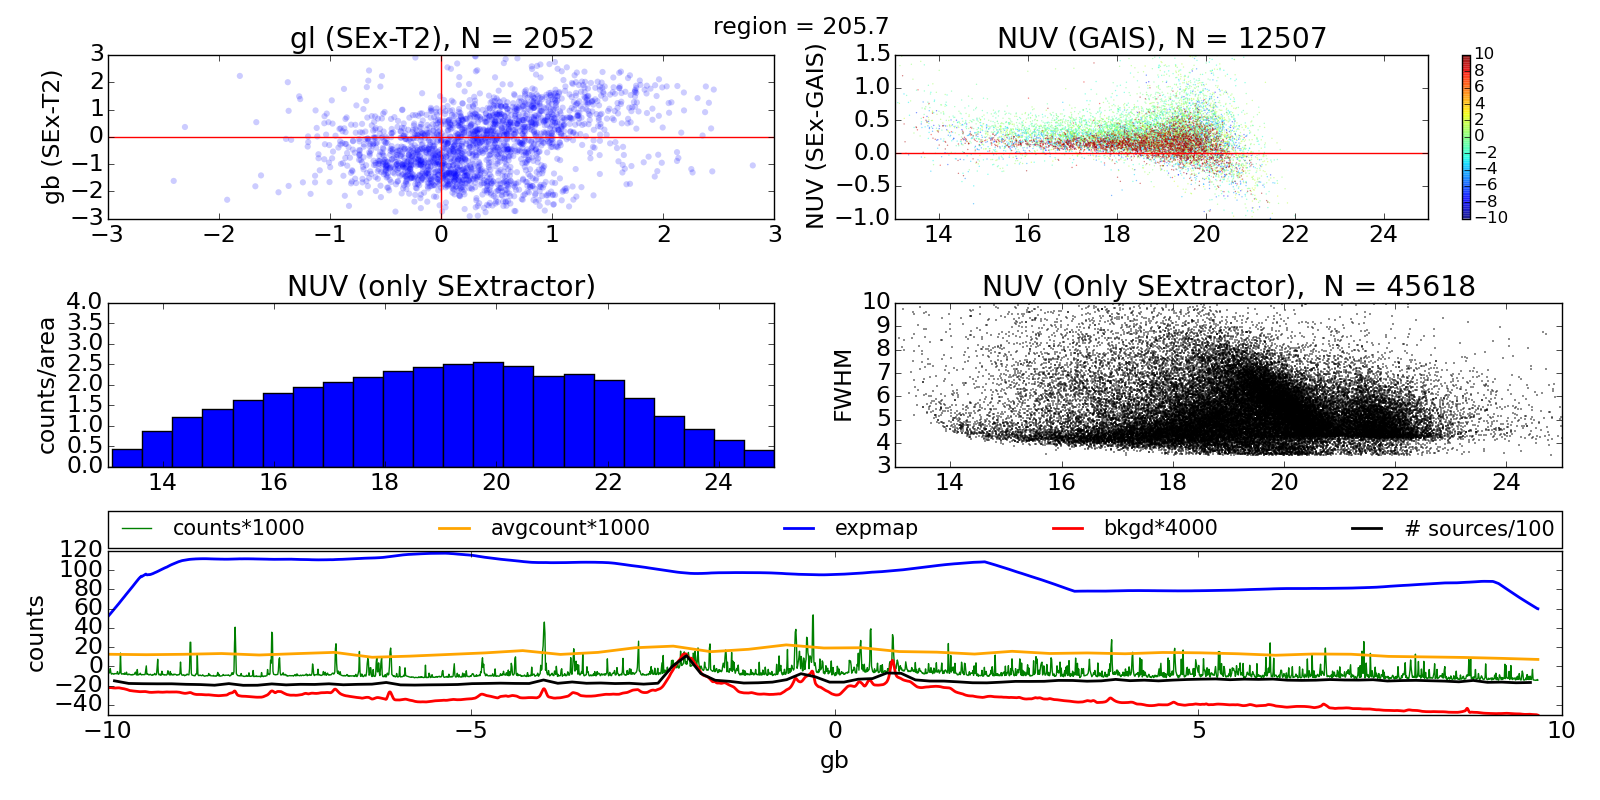 region = 205.7
gl (SEx-T2), N = 2052
NUV (GAIS), N = 12507
gb (SEx-T2)
3
2
1
0
−1
−2
−3
−3 −2 −1 0 1 2 3
NUV (SEx-GAIS)
1.5
1.0
0.5
0.0
−0.5
−1.0
14 16 18 20 22 24
10
8
6
4
2
0
−2
−4
−6
−8
−10
NUV (only SExtractor)
NUV (Only SExtractor),  N = 45618
counts/area
4.0
3.5
3.0
2.5
2.0
1.5
1.0
0.5
0.0
14 16 18 20 22 24
FWHM
10
9
8
7
6
5
4
3
14 16 18 20 22 24
counts*1000 avgcount*1000 expmap bkgd*4000 # sources/100
counts
120
100
80
60
40
20
0
−20
−40
−10 −5 0 5 10
gb